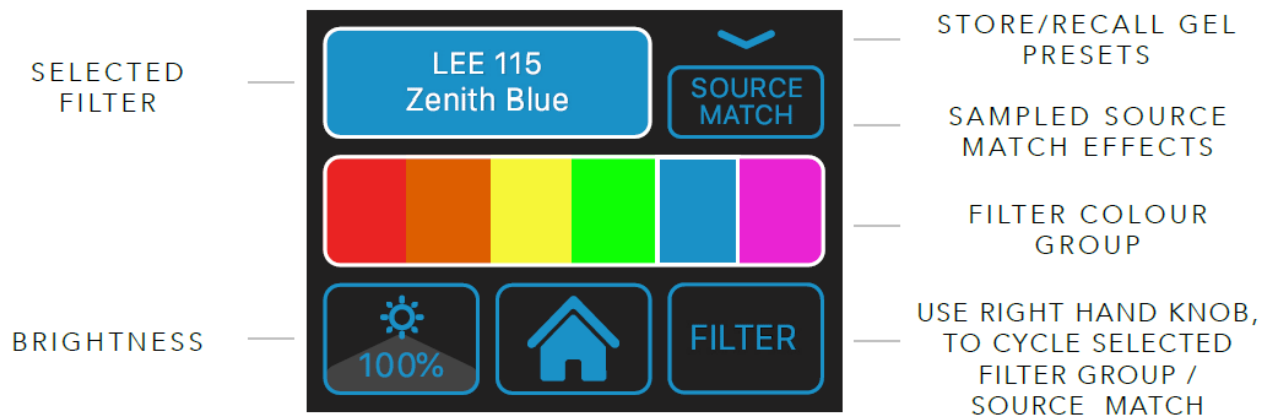 SELECTED
FILTER
BRIGHTNESS
LEE 115
Zenith Blue
SOURCE
MATCH
100%
FILTER
STORE/RECALL GEL
PRESETS
SAMPLED SOURCE
MATCH EFFECTS
FILTER COLOUR
GROUP
USE RIGHT HAND KNOB,
TO CYCLE SELECTED
FILTER GROUP /
SOURCE MATCH